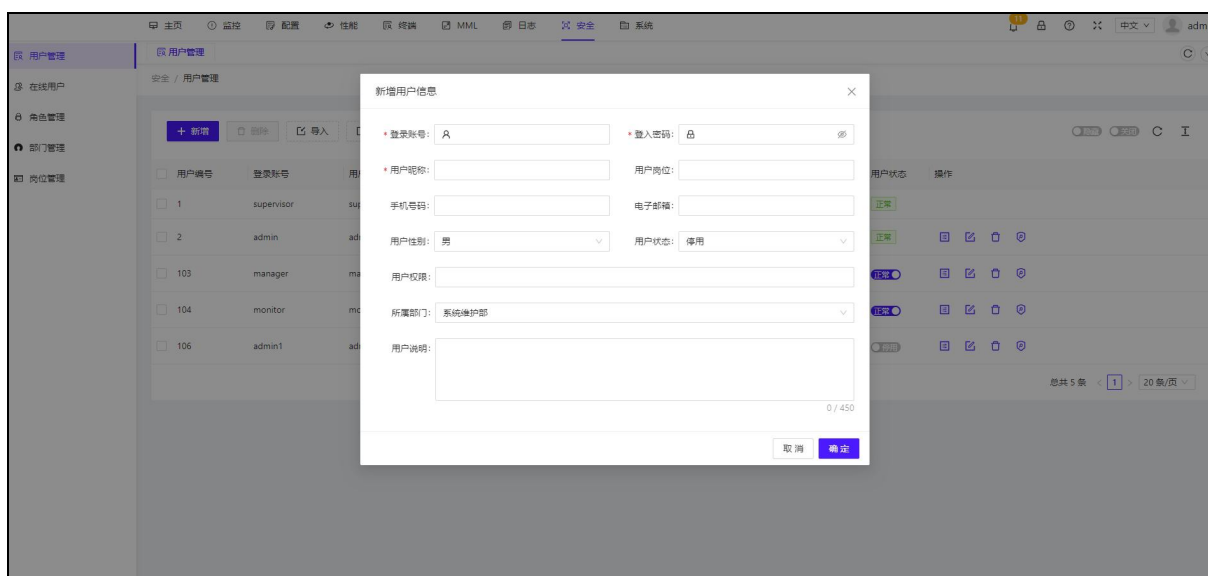 主页 监控 配置 性能 终端 MML 日志 安全 系统 11 中文 adm
用户管理 用户管理
在线用户 安全 / 用户管理
角色管理
部门管理
岗位管理
新增 删除 导入
用户编号 登录账号 用户状态 操作
1 supervisor sup 正常
2 admin adi 正常
103 manager ma 正常
104 monitor mo 正常
106 admin1 adi 停用
总共 5 条 < 1 > 20 条/页
新增用户信息
* 登录账号: * 登入密码:
* 用户昵称: 用户岗位:
手机号码: 电子邮箱:
用户性别: 男 用户状态: 停用
用户权限:
所属部门: 系统维护部
用户说明:
0 / 450
取消 确定